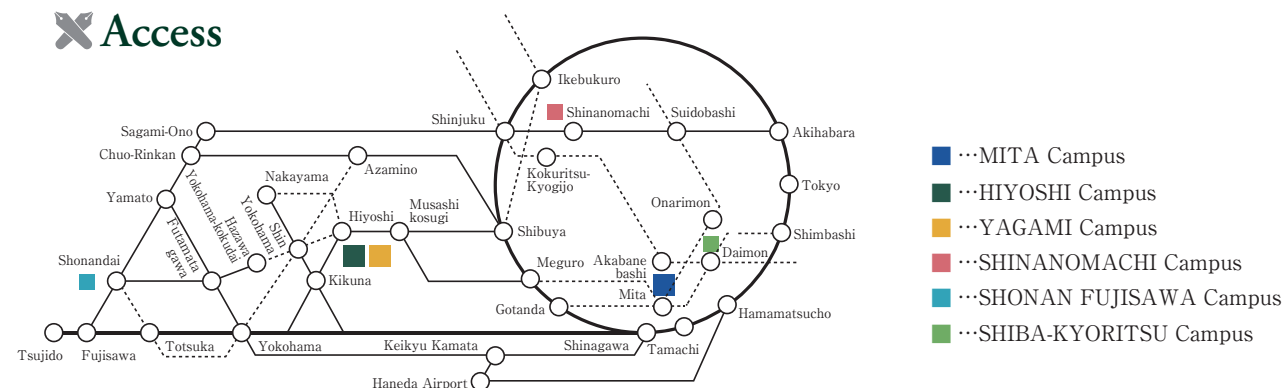 Access
Ikebukuro
Shinjuku
Shinanomachi
Suidobashi
Akihabara
Sagami-Ono
Chuo-Rinkan
Azamino
Kokuritsu-
Kyogijo
Nakayama
Yamato
Yokohama-kokudai
Hazawa
Shin
Yokohama
Hiyoshi
Musashi
kosugi
Tokyo
Onarimon
Futamata
gawa
Shibuya
Shimbashi
Shonandai
Kikuna
Meguro
Akabane
bashi
Daimon
Mita
Gotanda
Hamamatsucho
Tsujido
Fujisawa
Totsuka
Yokohama
Keikyu Kamata
Shinagawa
Tamachi
Haneda Airport
…MITA Campus
…HIYOSHI Campus
…YAGAMI Campus
…SHINANOMACHI Campus
…SHONAN FUJISAWA Campus
…SHIBA-KYORITSU Campus